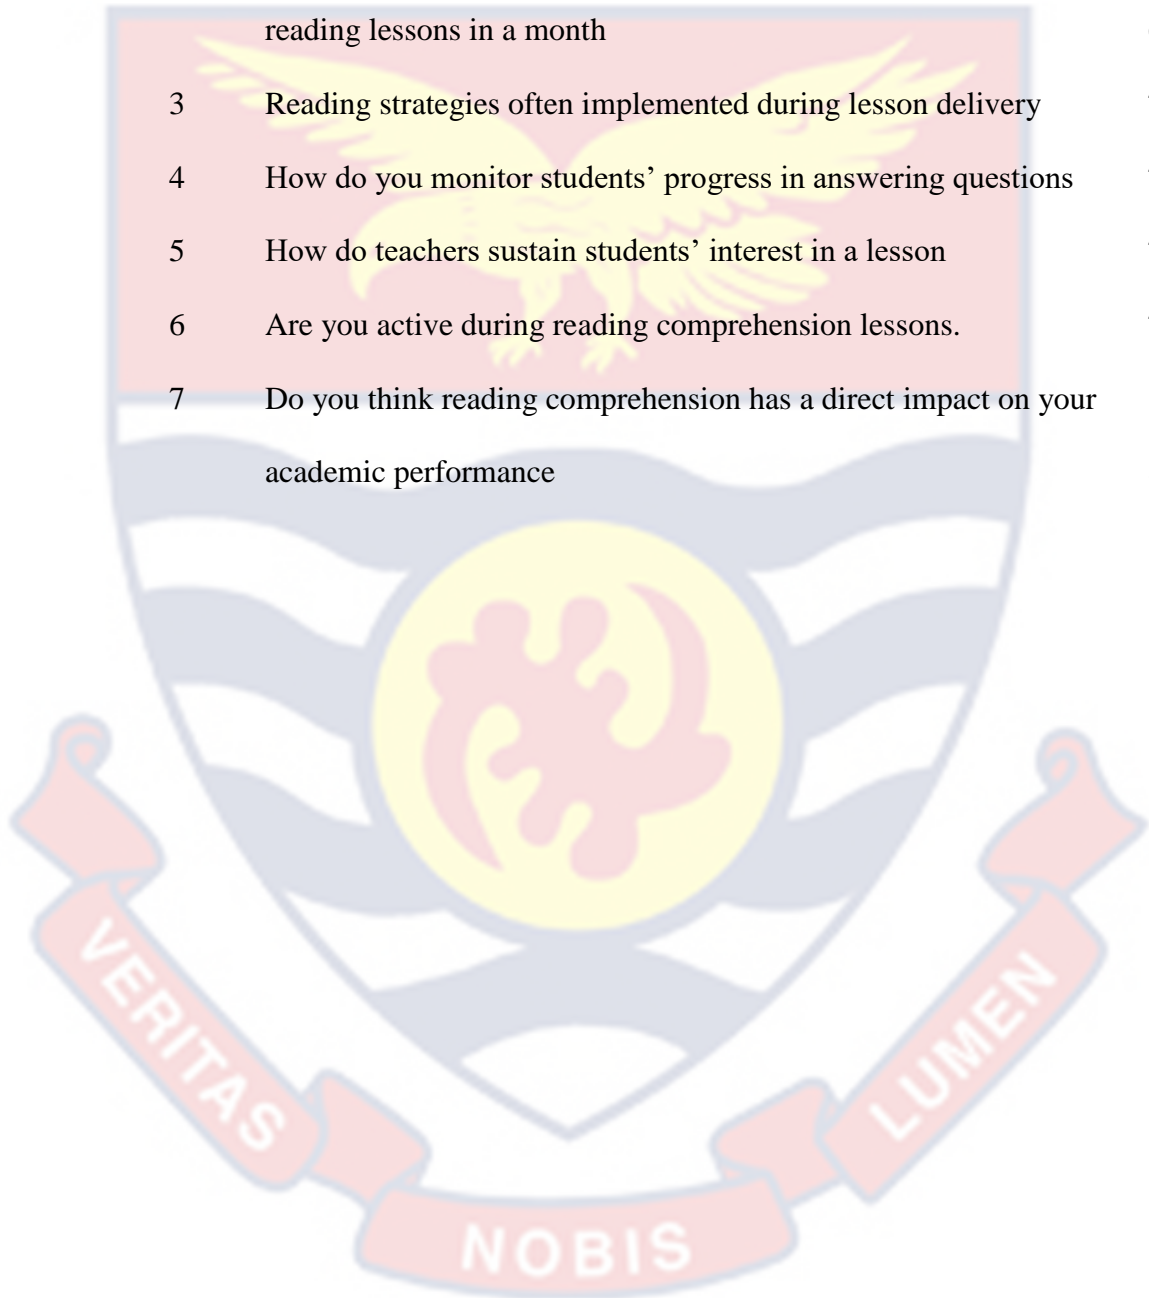 reading lessons in a month
3 Reading strategies often implemented during lesson delivery
4 How do you monitor students’ progress in answering questions
5 How do teachers sustain students’ interest in a lesson
6 Are you active during reading comprehension lessons.
7 Do you think reading comprehension has a direct impact on your
academic performance
VERITAS
NOBIS
LUMEN